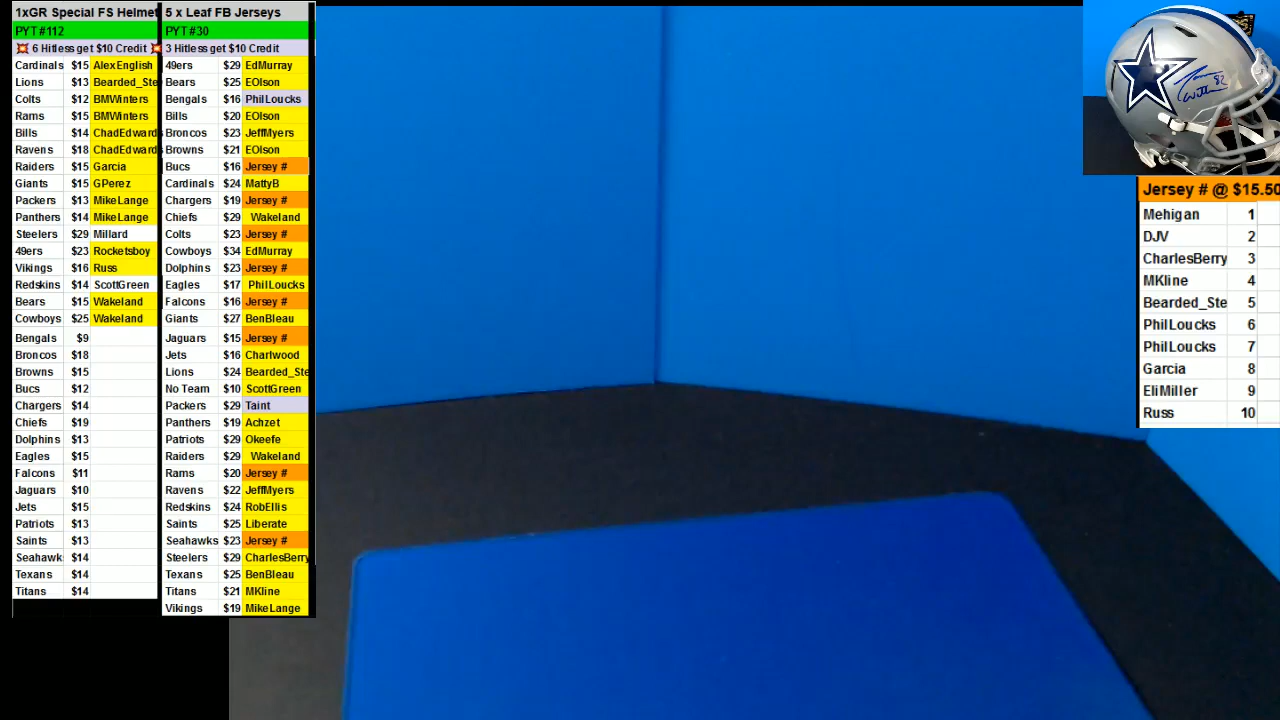 1xGR Special FS Helmet
PYT #112
💥 6 Hitless get $10 Credit 💥
Cardinals $15 AlexEnglish
Lions $13 Bearded_Ste
Colts $12 BMWinters
Rams $15 BMWinters
Bills $14 ChadEdwards
Ravens $18 ChadEdwards
Raiders $15 Garcia
Giants $15 GPerez
Packers $13 MikeLange
Panthers $14 MikeLange
Steelers $29 Millard
49ers $23 Rocketsboy
Vikings $16 Russ
Redskins $14 ScottGreen
Bears $15 Wakeland
Cowboys $25 Wakeland
Bengals $9
Broncos $18
Browns $15
Bucs $12
Chargers $14
Chiefs $19
Dolphins $13
Eagles $15
Falcons $11
Jaguars $10
Jets $15
Patriots $13
Saints $13
Seahawk $14
Texans $14
Titans $14
5 x Leaf FB Jerseys
PYT #30
3 Hitless get $10 Credit
49ers $29 EdMurray
Bears $25 EOlson
Bengals $16 PhilLoucks
Bills $20 EOlson
Broncos $23 JeffMyers
Browns $21 EOlson
Bucs $16 Jersey #
Cardinals $24 MattyB
Chargers $19 Jersey #
Chiefs $29 Wakeland
Colts $23 Jersey #
Cowboys $34 EdMurray
Dolphins $23 Jersey #
Eagles $17 PhilLoucks
Falcons $16 Jersey #
Giants $27 BenBleau
Jaguars $15 Jersey #
Jets $16 Charlwood
Lions $24 Bearded_Ste
No Team $10 ScottGreen
Packers $29 Taint
Panthers $19 Achzet
Patriots $29 Okeefe
Raiders $29 Wakeland
Rams $20 Jersey #
Ravens $22 JeffMyers
Redskins $24 RobEllis
Saints $25 Liberate
Seahawks $23 Jersey #
Steelers $29 CharlesBerry
Texans $25 BenBleau
Titans $21 MKline
Vikings $19 MikeLange
Jersey # @ $15.50
Mehigan 1
DJV 2
CharlesBerry 3
MKline 4
Bearded_Ste 5
PhilLoucks 6
PhilLoucks 7
Garcia 8
EliMiller 9
Russ 10